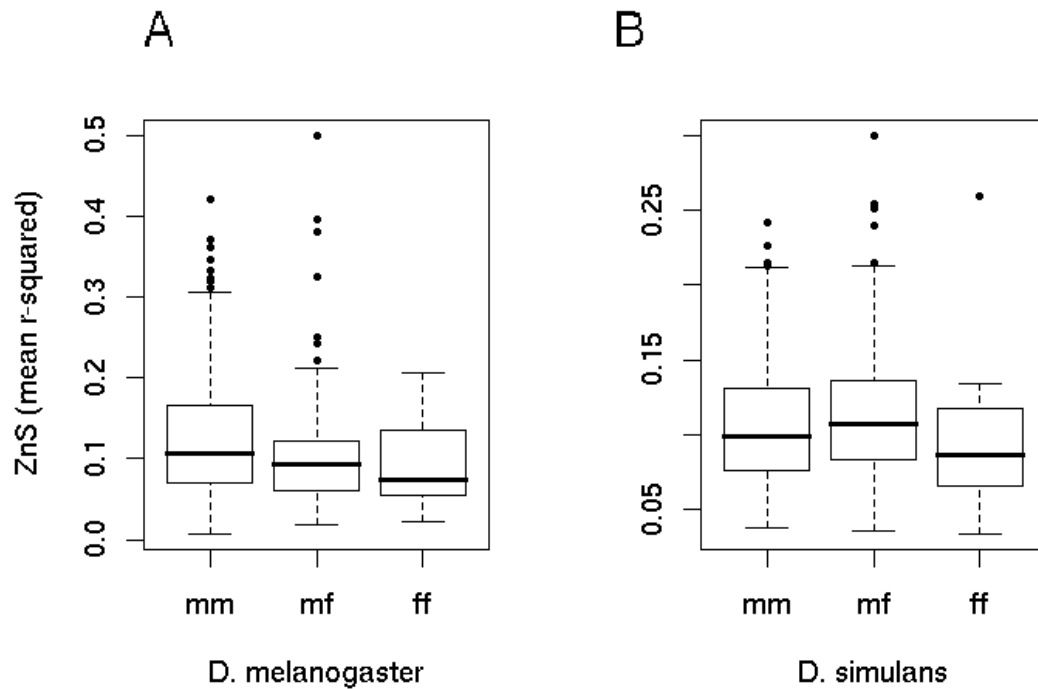 A
B
ZnS (mean r-squared)
0.5
0.4
0.3
0.2
0.1
0.0
mm
mf
ff
D. melanogaster
0.25
0.15
0.05
mm
mf
ff
D. simulans